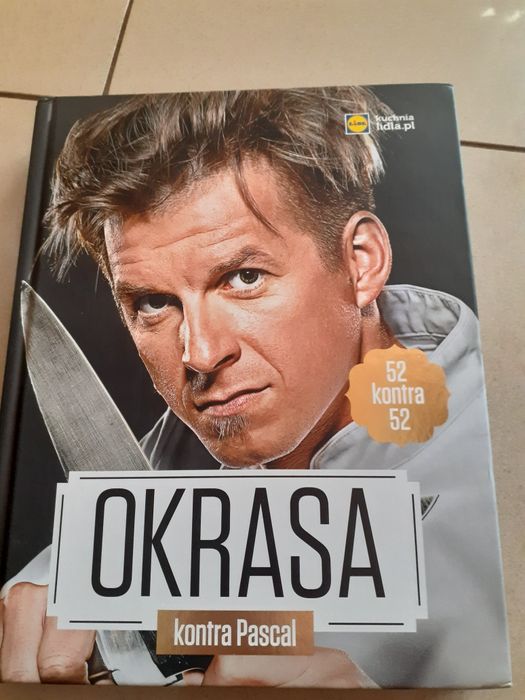 LIDL
kuchnia
lidla.pl
52
kontra
52
OKRASA
kontra Pascal